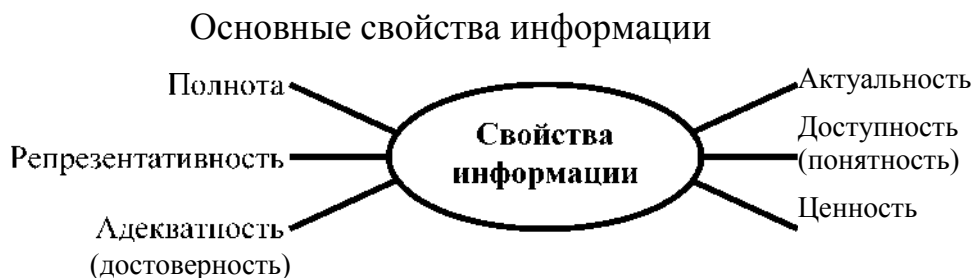 Основные свойства информации
Полнота
Репрезентативность
Адекватность
(достоверность)
Свойства
информации
Актуальность
Доступность
(понятность)
Ценность